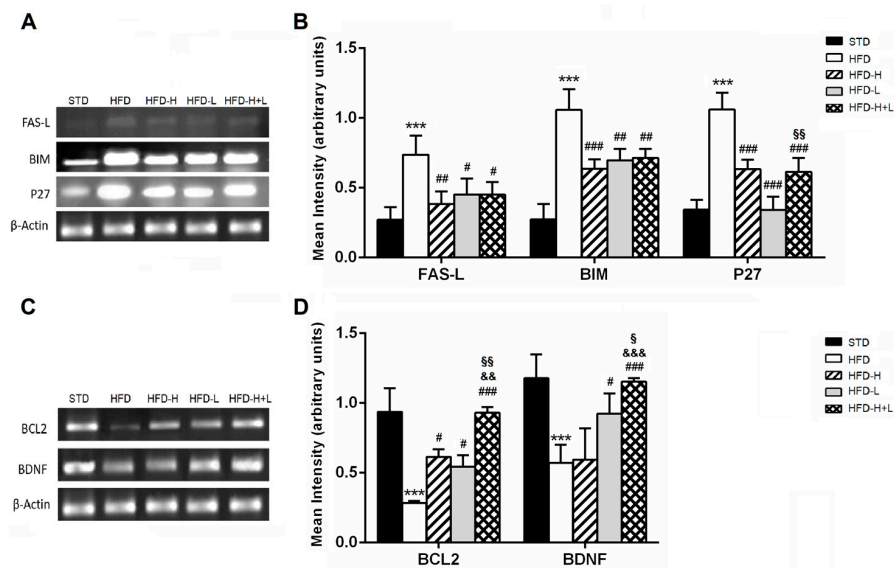 A
STD HFD HFD-H HFD-L HFD-H+L
FAS-L
BIM
P27
β-Actin
B
Mean Intensity (arbitrary units)
1.5
1.0
0.5
0.0
*** ## # #
*** ### ## ##
*** ### ### §§
###
FAS-L BIM P27
STD
HFD
HFD-H
HFD-L
HFD-H+L
C
STD HFD HFD-H HFD-L HFD-H+L
BCL2
BDNF
β-Actin
D
Mean Intensity (arbitrary units)
1.5
1.0
0.5
0.0
*** # # §§
&&
###
*** # §
&&&
###
BCL2 BDNF
STD
HFD
HFD-H
HFD-L
HFD-H+L